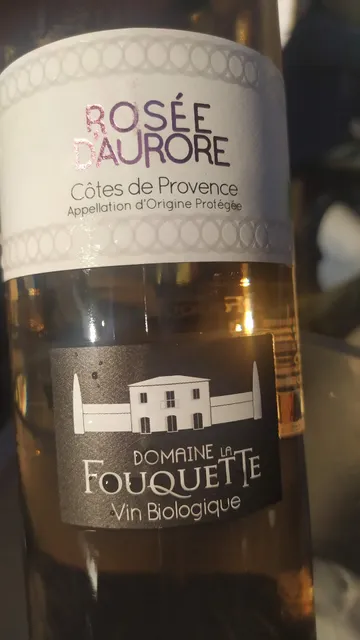 ROSÉE
D'AURORE
Côtes de Provence
Appellation d'Origine Protégée
DOMAINE LA
FOUQUETTE
Vin Biologique